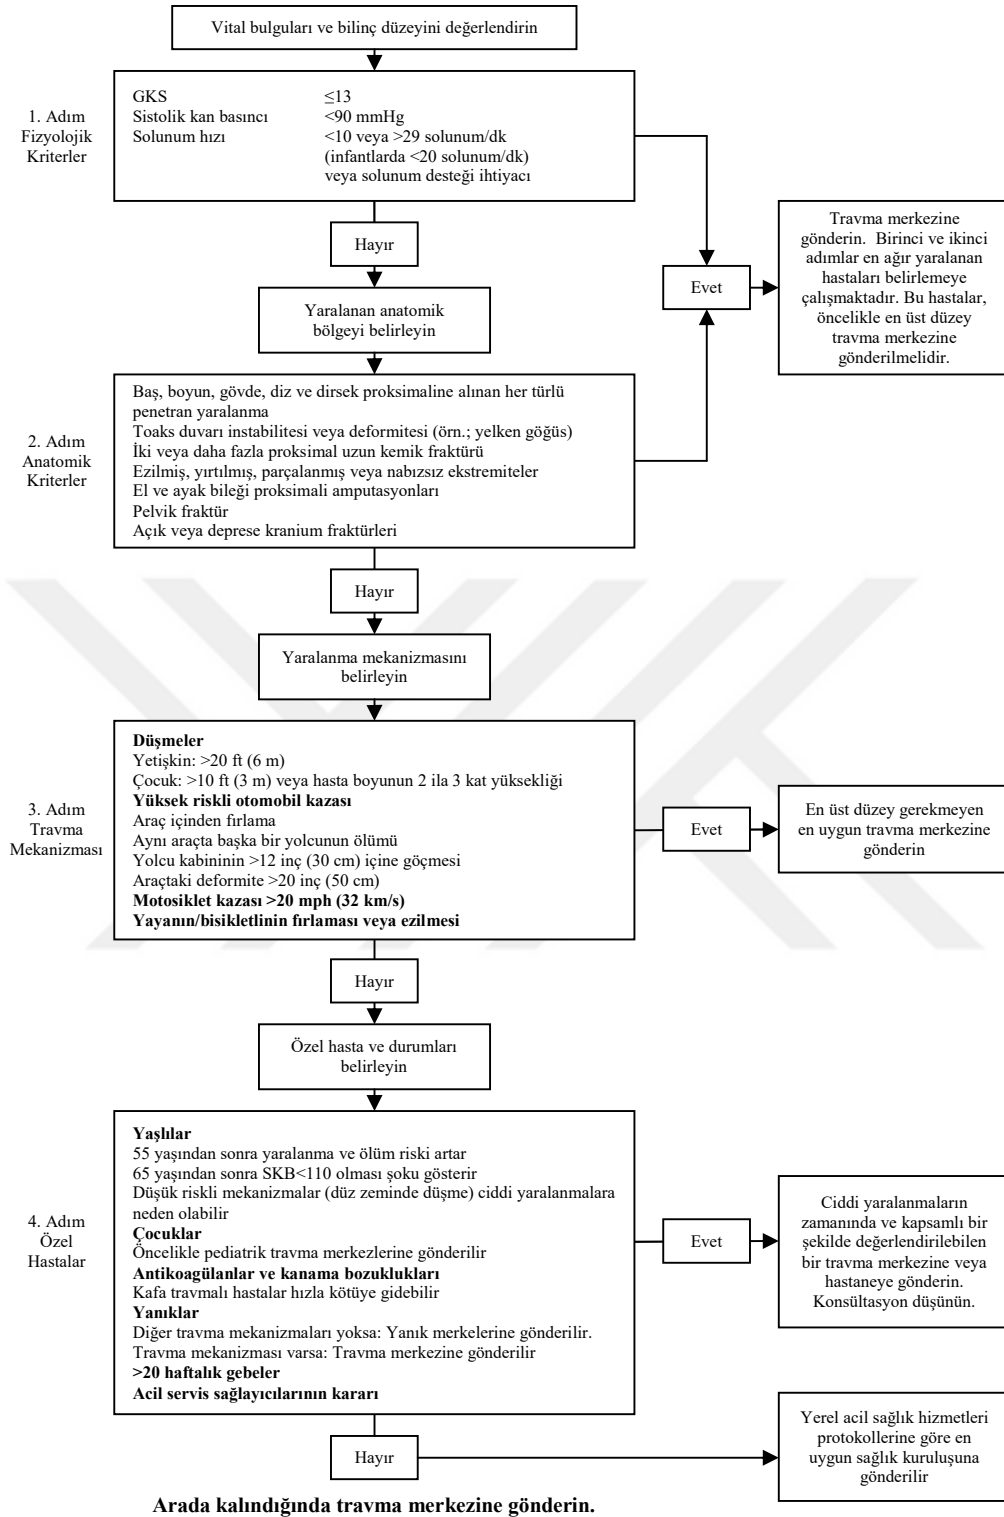 Vital bulguları ve bilinç düzeyini değerlendirin
1. Adım
Fizyolojik
Kriterler
GKS ≤13
Sistolik kan basıncı <90 mmHg
Solunum hızı <10 veya >29 solunum/dk
(infantlarda <20 solunum/dk)
veya solunum desteği ihtiyacı
Hayır
Evet
Travma merkezine
gönderin. Birinci ve ikinci
adımlar en ağır yaralanan
hastaları belirlemeye
çalışmaktadır. Bu hastalar,
öncelikle en üst düzey
travma merkezine
gönderilmelidir.
Yaralanan anatomik
bölgeyi belirleyin
2. Adım
Anatomik
Kriterler
Baş, boyun, gövde, diz ve dirsek proksimaline alınan her türlü
penetran yaralanma
Toaks duvarı instabilitesi veya deformitesi (örn.; yelken göğüs)
İki veya daha fazla proksimal uzun kemik fraktürü
Ezilmiş, yırtılmış, parçalanmış veya nabızsız ekstremiteler
El ve ayak bileği proksimali amputasyonları
Pelvik fraktür
Açık veya deprese kranium fraktürleri
Hayır
Yaralanma mekanizmasını
belirleyin
3. Adım
Travma
Mekanizması
Düşmeler
Yetişkin: >20 ft (6 m)
Çocuk: >10 ft (3 m) veya hasta boyunun 2 ila 3 kat yüksekliği
Yüksek riskli otomobil kazası
Araç içinden fırlama
Aynı araçta başka bir yolcunun ölümü
Yolcu kabininin >12 inç (30 cm) içine göçmesi
Araçtaki deformite >20 inç (50 cm)
Motosiklet kazası >20 mph (32 km/s)
Yayanın/bisikletlinin fırlaması veya ezilmesi
Evet
En üst düzey gerekmeyen
en uygun travma merkezine
gönderin
Hayır
Özel hasta ve durumları
belirleyin
4. Adım
Özel
Hastalar
Yaşlılar
55 yaşından sonra yaralanma ve ölüm riski artar
65 yaşından sonra SKB<110 olması şoku gösterir
Düşük riskli mekanizmalar (düz zeminde düşme) ciddi yaralanmalara
neden olabilir
Çocuklar
Öncelikle pediatrik travma merkezlerine gönderilir
Antikoagülanlar ve kanama bozuklukları
Kafa travmalı hastalar hızla kötüye gidebilir
Yanıklar
Diğer travma mekanizmaları yoksa: Yanık merkelerine gönderilir.
Travma mekanizması varsa: Travma merkezine gönderilir
>20 haftalık gebeler
Acil servis sağlayıcılarının kararı
Evet
Ciddi yaralanmaların
zamanında ve kapsamlı bir
şekilde değerlendirilebilen
bir travma merkezine veya
hastaneye gönderin.
Konsültasyon düşünün.
Hayır
Yerel acil sağlık hizmetleri
protokollerine göre en
uygun sağlık kuruluşuna
gönderilir
Arada kalındığında travma merkezine gönderin.